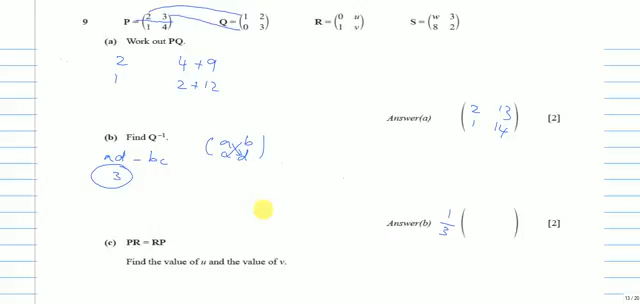 9 P = (2 3 / 1 4) Q = (1 2 / 0 3) R = (0 u / 1 v) S = (w 3 / 8 2)
(a) Work out PQ.
2 4 + 9
1 2 + 12
Answer(a) (2 13 / 1 14) [2]
(b) Find Q⁻¹.
ad - bc
3
Answer(b) 1/3 ( ) [2]
(c) PR = RP
Find the value of u and the value of v.
13 / 20